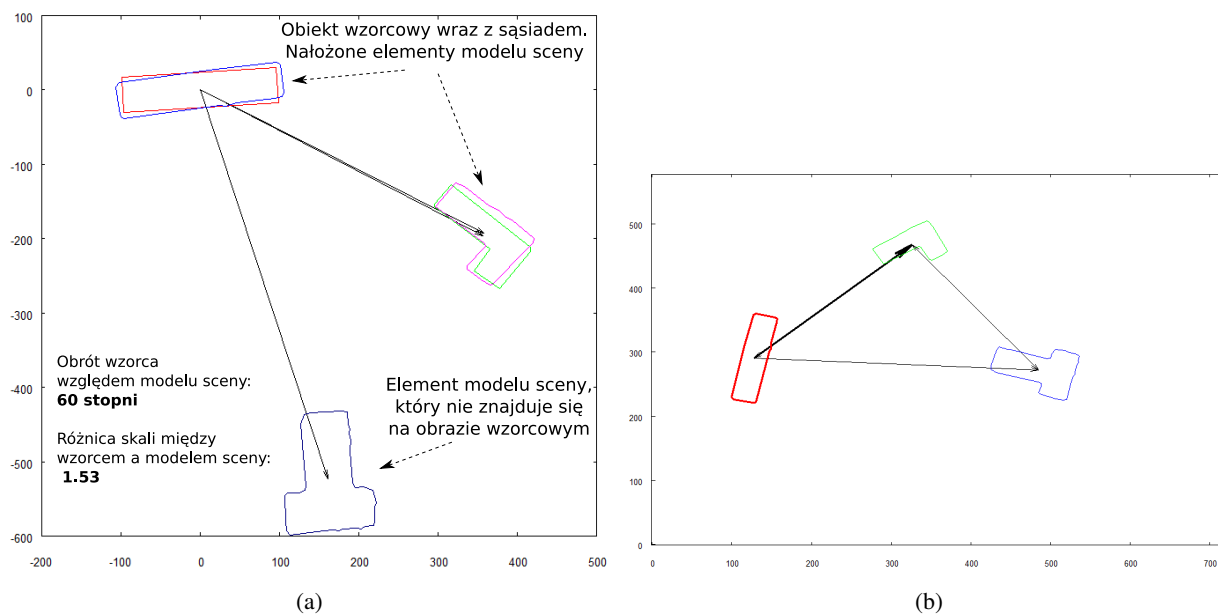 100
0
-100
-200
-300
-400
-500
-600
-200
-100
0
100
200
300
400
500
Obiekt wzorcowy wraz z sąsiadem.
Nałożone elementy modelu sceny
Obrót wzorca
względem modelu sceny:
60 stopni
Różnica skali między
wzorcem a modelem sceny:
1.53
Element modelu sceny,
który nie znajduje się
na obrazie wzorcowym
(a)
500
400
300
200
100
0
0
100
200
300
400
500
600
700
(b)